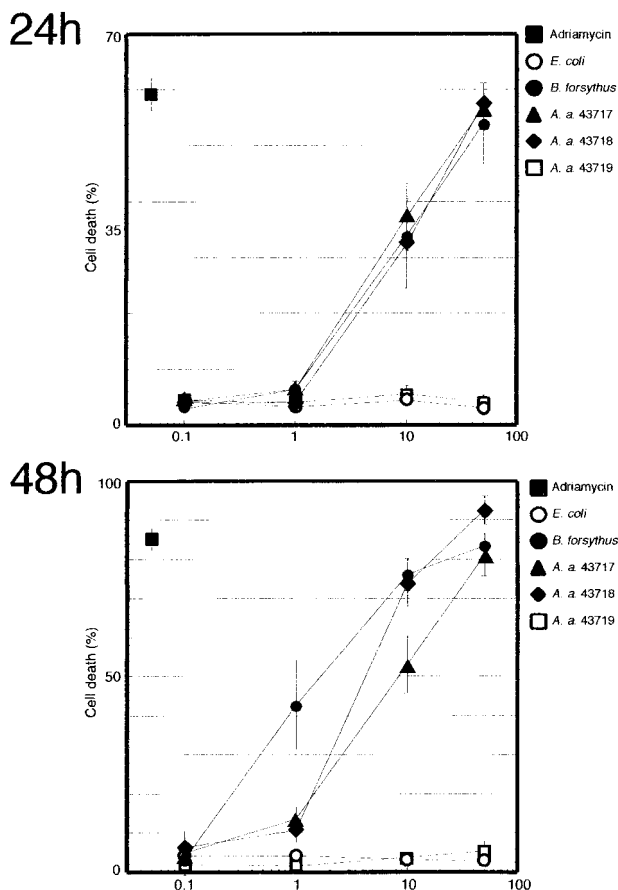 24h
70
35
0
Cell death (%)
0.1 1 10 100
Adriamycin
E. coli
B. forsythus
A. a. 43717
A. a. 43718
A. a. 43719
48h
100
50
0
Cell death (%)
0.1 1 10 100
Adriamycin
E. coli
B. forsythus
A. a. 43717
A. a. 43718
A. a. 43719